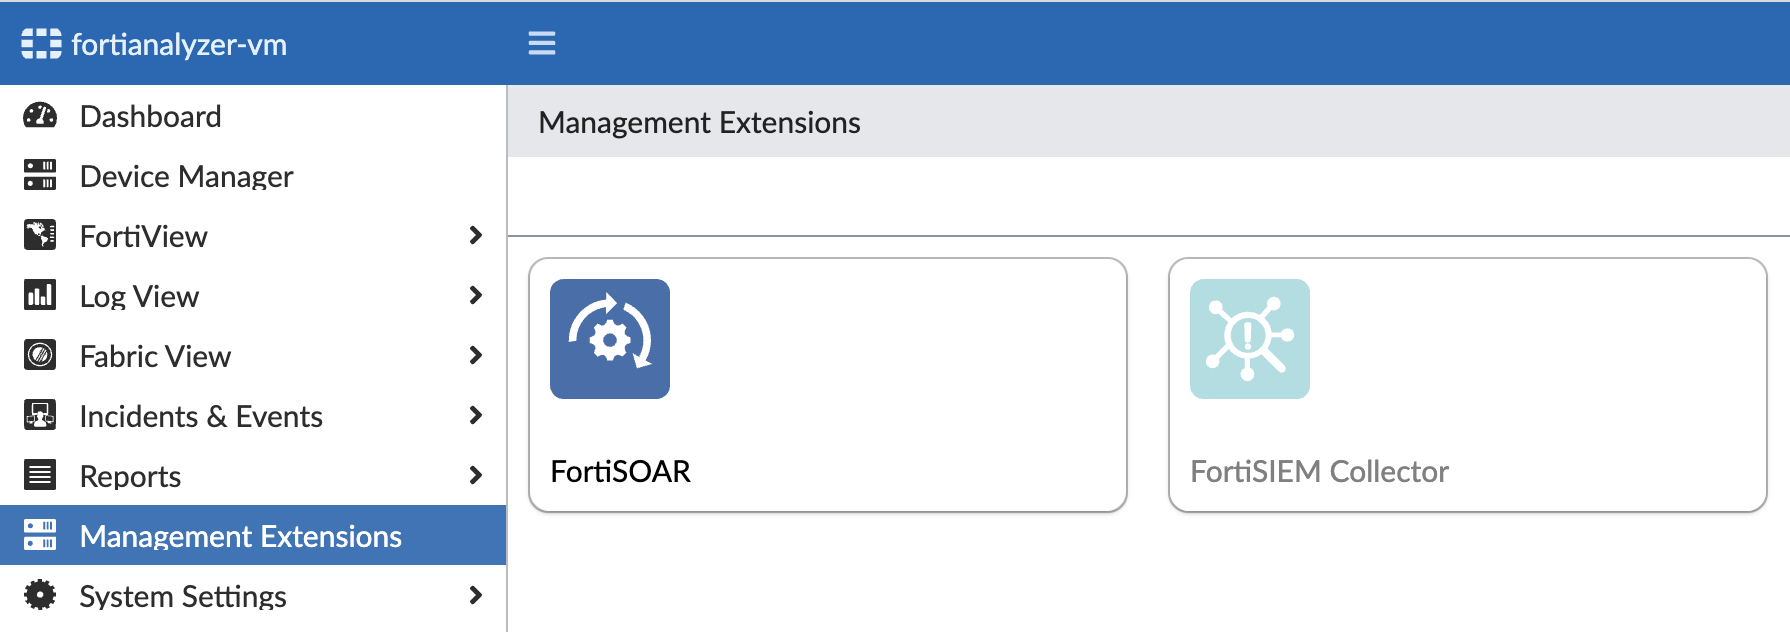 fortianalyzer-vm
Dashboard
Device Manager
FortiView
Log View
Fabric View
Incidents & Events
Reports
Management Extensions
System Settings
Management Extensions
FortiSOAR
FortiSIEM Collector